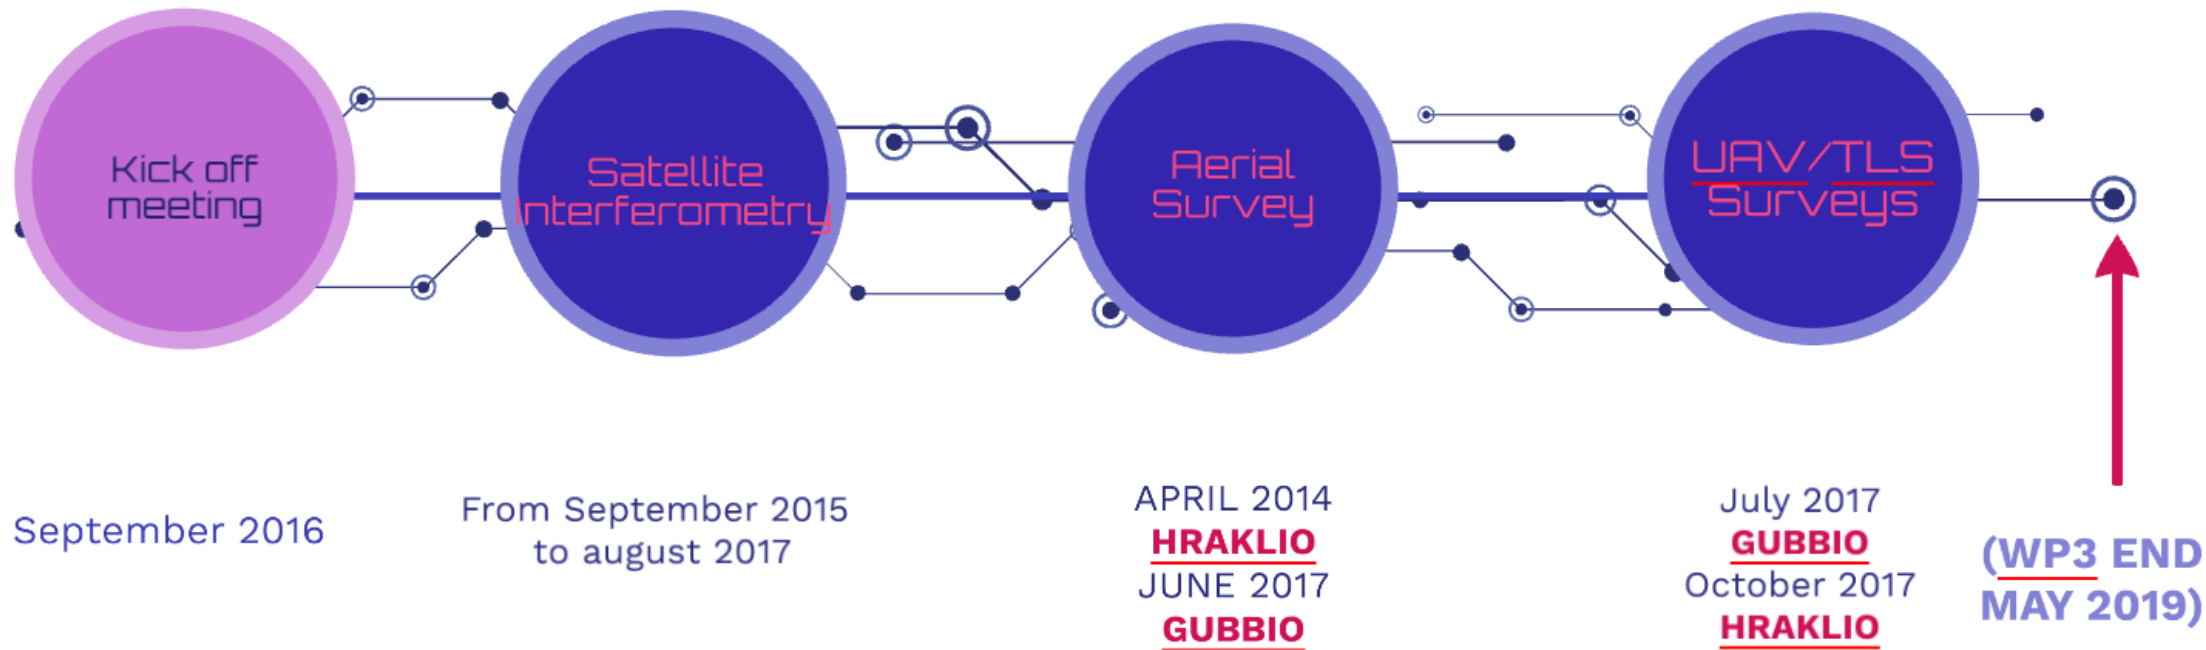 Kick off
meeting
Satellite
Interferometry
Aerial
Survey
UAV/TLS
Surveys
September 2016
From September 2015
to august 2017
APRIL 2014
HRAKLIO
JUNE 2017
GUBBIO
July 2017
GUBBIO
October 2017
HRAKLIO
(WP3 END
MAY 2019)